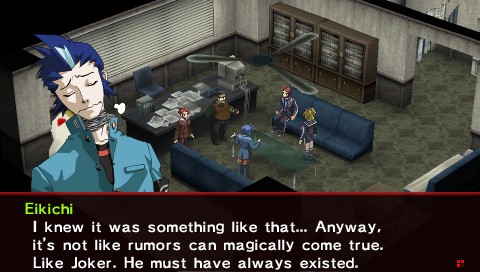 Eikichi
I knew it was something like that... Anyway,
it's not like rumors can magically come true.
Like Joker. He must have always existed.